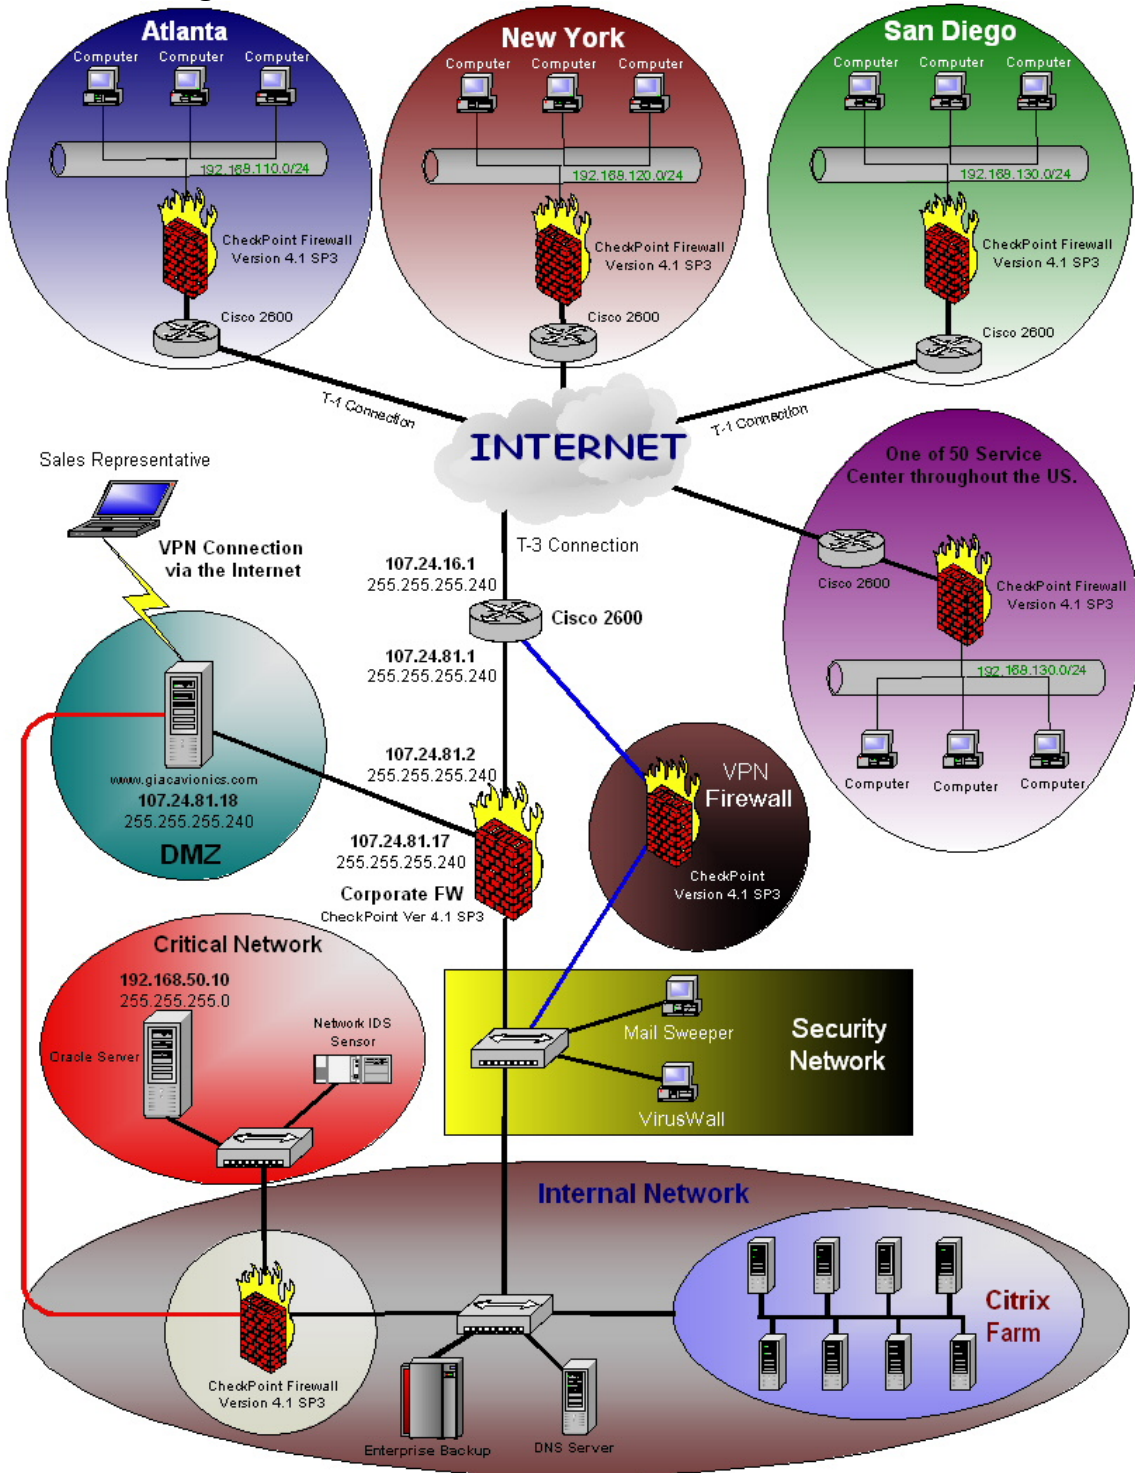 Atlanta
Computer
Computer
Computer
192.168.110.0/24
CheckPoint Firewall
Version 4.1 SP3
Cisco 2600
New York
Computer
Computer
Computer
192.168.120.0/24
CheckPoint Firewall
Version 4.1 SP3
Cisco 2600
San Diego
Computer
Computer
Computer
192.168.130.0/24
CheckPoint Firewall
Version 4.1 SP3
Cisco 2600
T-1 Connection
INTERNET
T-1 Connection
Sales Representative
VPN Connection
via the Internet
T-3 Connection
107.24.16.1
255.255.255.240
Cisco 2600
107.24.81.1
255.255.255.240
One of 50 Service
Center throughout the US.
Cisco 2600
CheckPoint Firewall
Version 4.1 SP3
192.168.130.0/24
Computer
Computer
Computer
www.giacavionics.com
107.24.81.18
255.255.255.240
DMZ
107.24.81.2
255.255.255.240
107.24.81.17
255.255.255.240
Corporate FW
CheckPoint Ver 4.1 SP3
VPN
Firewall
CheckPoint
Version 4.1 SP3
Critical Network
192.168.50.10
255.255.255.0
Oracle Server
Network IDS
Sensor
Mail Sweeper
VirusWall
Security
Network
Internal Network
CheckPoint Firewall
Version 4.1 SP3
Enterprise Backup
DNS Server
Citrix
Farm